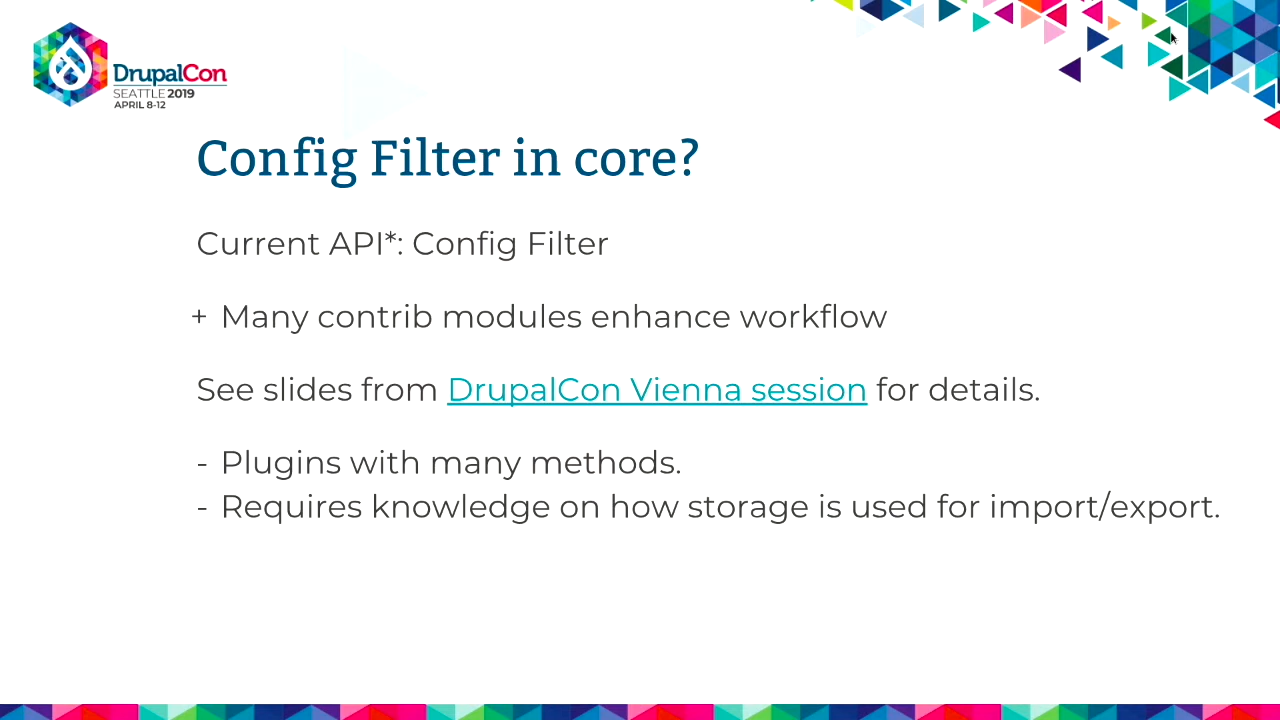 DrupalCon
SEATTLE 2019
APRIL 8-12
Config Filter in core?
Current API*: Config Filter
+ Many contrib modules enhance workflow
See slides from DrupalCon Vienna session for details.
- Plugins with many methods.
- Requires knowledge on how storage is used for import/export.